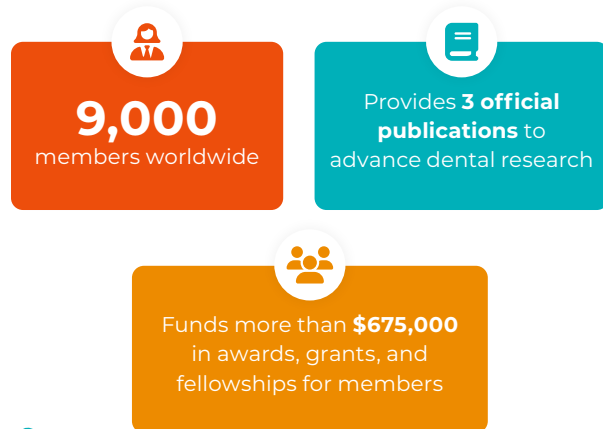 9,000
members worldwide
Provides 3 official
publications to
advance dental research
Funds more than $675,000
in awards, grants, and
fellowships for members